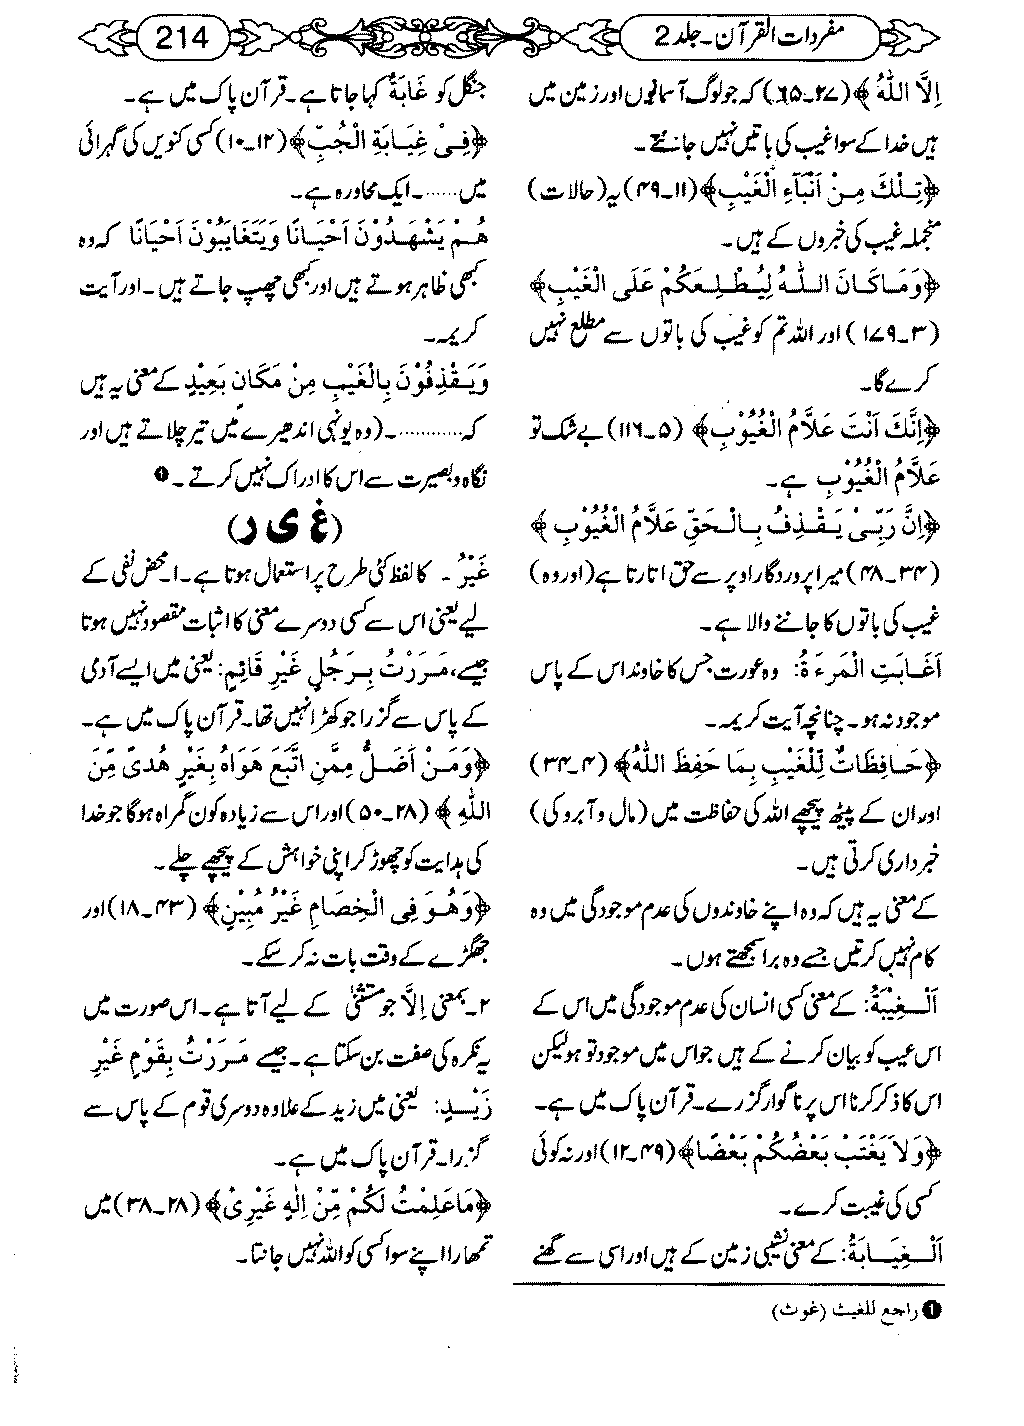 مفردات القرآن۔ جلد 2
214
اِلَّا اللّٰهُ ﴾ (۲۷۔۶۵) کہ جو لوگ آسمانوں اور زمین میں
ہیں خدا کے سوا غیب کی باتیں نہیں جانتے۔
﴿تِلْكَ مِنْ اَنْبَآءِ الْغَيْبِ﴾ (۱۱۔۴۹) یہ (حالات)
منجملہ غیب کی خبروں کے ہیں۔
﴿وَمَا كَانَ اللّٰهُ لِيُطْلِعَكُمْ عَلَى الْغَيْبِ﴾
(۳۔۱۷۹) اور اللہ تم کو غیب کی باتوں سے مطلع نہیں
کرے گا۔
﴿اِنَّكَ اَنْتَ عَلَّامُ الْغُيُوْبِ﴾ (۵۔۱۱۶) بے شک تو
عَلَّامُ الْغُيُوْبِ ہے۔
﴿اِنَّ رَبِّىْ يَقْذِفُ بِالْحَقِّ عَلَّامُ الْغُيُوْبِ ﴾
(۳۴۔۴۸) میرا پروردگار اوپر سے حق اتارتا ہے (اور وہ)
غیب کی باتوں کا جاننے والا ہے۔
اَغَابَتِ الْمَرءَةُ: وہ عورت جس کا خاوند اس کے پاس
موجود نہ ہو۔ چنانچہ آیت کریمہ۔
﴿حَافِظَاتٌ لِّلْغَيْبِ بِمَا حَفِظَ اللّٰهُ﴾ (۴۔۳۴)
اور ان کے پیٹھ پیچھے اللہ کی حفاظت میں (مال و آبرو کی)
خبرداری کرتی ہیں۔
کے معنی یہ ہیں کہ وہ اپنے خاوندوں کی عدم موجودگی میں وہ
کام نہیں کرتیں جسے وہ برا سمجھتے ہوں۔
اَلْغِيْبَةُ: کے معنی کسی انسان کی عدم موجودگی میں اس کے
اس عیب کو بیان کرنے کے ہیں جو اس میں موجود تو ہو لیکن
اس کا ذکر کرنا اس پر ناگوار گزرے۔ قرآن پاک میں ہے۔
﴿وَلَا يَغْتَبْ بَعْضُكُمْ بَعْضًا﴾ (۴۹۔۱۲) اور نہ کوئی
کسی کی غیبت کرے۔
اَلْغِيَابَةُ: کے معنی نشیبی زمین کے ہیں اور اسی سے گھنے
جنگل کو غَابَةٌ کہا جاتا ہے۔ قرآن پاک میں ہے۔
﴿فِىْ غِيَابَةِ الْجُبِّ﴾ (۱۲۔۱۰) کسی کنویں کی گہرائی
میں......۔ ایک محاورہ ہے۔
هُمْ يَشْهَدُوْنَ اَحْيَانًا وَيَتَغَايَبُوْنَ اَحْيَانًا کہ وہ
کبھی ظاہر ہوتے ہیں اور کبھی چھپ جاتے ہیں۔ اور آیت
کریمہ۔
وَيَقْذِفُوْنَ بِالْغَيْبِ مِنْ مَكَانٍ بَعِيْدٍ کے معنی یہ ہیں
کہ............۔ (وہ یونہی اندھیرے میں تیر چلاتے ہیں اور
نگاہ و بصیرت سے اس کا ادراک نہیں کرتے۔ ❶
(غ ی ر)
غَيْرُ۔ کا لفظ کئی طرح پر استعمال ہوتا ہے۔ ۱۔ محض نفی کے
لیے یعنی اس سے کسی دوسرے معنی کا اثبات مقصود نہیں ہوتا
جیسے، مَرَرْتُ بِرَجُلٍ غَيْرِ قَائِمٍ: یعنی میں ایسے آدمی
کے پاس سے گزرا جو کھڑا نہیں تھا۔ قرآن پاک میں ہے۔
﴿وَمَنْ اَضَلُّ مِمَّنِ اتَّبَعَ هَوَاهُ بِغَيْرِ هُدًى مِّنَ
اللّٰهِ ﴾ (۲۸۔۵۰) اور اس سے زیادہ کون گمراہ ہوگا جو خدا
کی ہدایت کو چھوڑ کر اپنی خواہش کے پیچھے چلے۔
﴿وَهُوَ فِى الْخِصَامِ غَيْرُ مُبِيْنٍ﴾ (۴۳۔۱۸) اور
جھگڑے کے وقت بات نہ کر سکے۔
۲۔ بمعنی اِلَّا جو مستثنٰی کے لیے آتا ہے۔ اس صورت میں
یہ نکرہ کی صفت بن سکتا ہے۔ جیسے مَرَرْتُ بِقَوْمٍ غَيْرِ
زَيْدٍ: یعنی میں زید کے علاوہ دوسری قوم کے پاس سے
گزرا۔ قرآن پاک میں ہے۔
﴿مَا عَلِمْتُ لَكُمْ مِّنْ اِلٰهٍ غَيْرِىْ﴾ (۲۸۔۳۸) میں
تمھارا اپنے سوا کسی کو اللہ نہیں جانتا۔
❶ راجع للغيث (غوث)